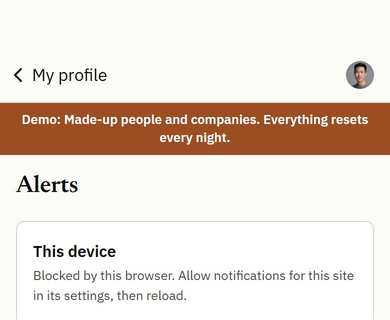 My profile
Demo: Made-up people and companies. Everything resets
every night.
Alerts
This device
Blocked by this browser. Allow notifications for this site
in its settings, then reload.